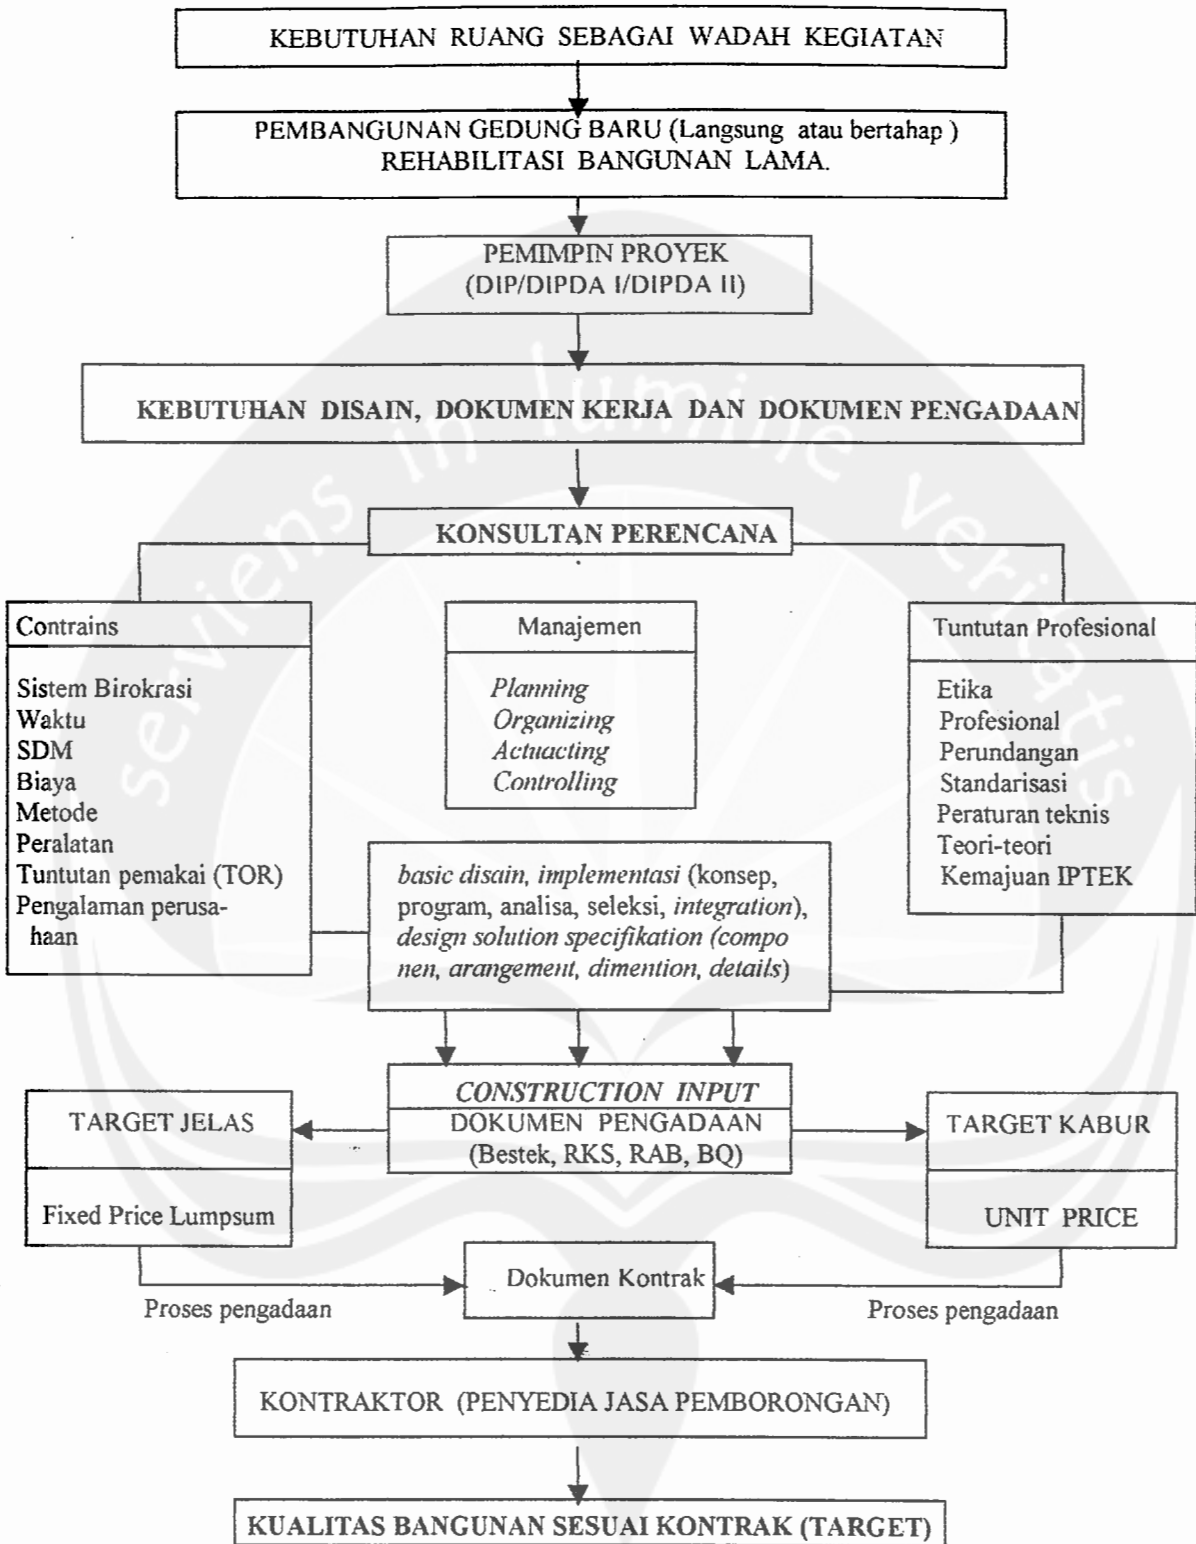 KEBUTUHAN RUANG SEBAGAI WADAH KEGIATAN
PEMBANGUNAN GEDUNG BARU (Langsung atau bertahap )
REHABILITASI BANGUNAN LAMA.
PEMIMPIN PROYEK
(DIP/DIPDA I/DIPDA II)
KEBUTUHAN DISAIN, DOKUMEN KERJA DAN DOKUMEN PENGADAAN
KONSULTAN PERENCANA
Contrains
Sistem Birokrasi
Waktu
SDM
Biaya
Metode
Peralatan
Tuntutan pemakai (TOR)
Pengalaman perusa-
haan
Manajemen
Planning
Organizing
Actuacting
Controlling
Tuntutan Profesional
Etika
Profesional
Perundangan
Standarisasi
Peraturan teknis
Teori-teori
Kemajuan IPTEK
basic disain, implementasi (konsep,
program, analisa, seleksi, integration),
design solution specifikation (compo
nen, arangement, dimention, details)
CONSTRUCTION INPUT
DOKUMEN PENGADAAN
(Bestek, RKS, RAB, BQ)
TARGET JELAS
Fixed Price Lumpsum
TARGET KABUR
UNIT PRICE
Dokumen Kontrak
Proses pengadaan
Proses pengadaan
KONTRAKTOR (PENYEDIA JASA PEMBORONGAN)
KUALITAS BANGUNAN SESUAI KONTRAK (TARGET)
serviens in lumine veritatis